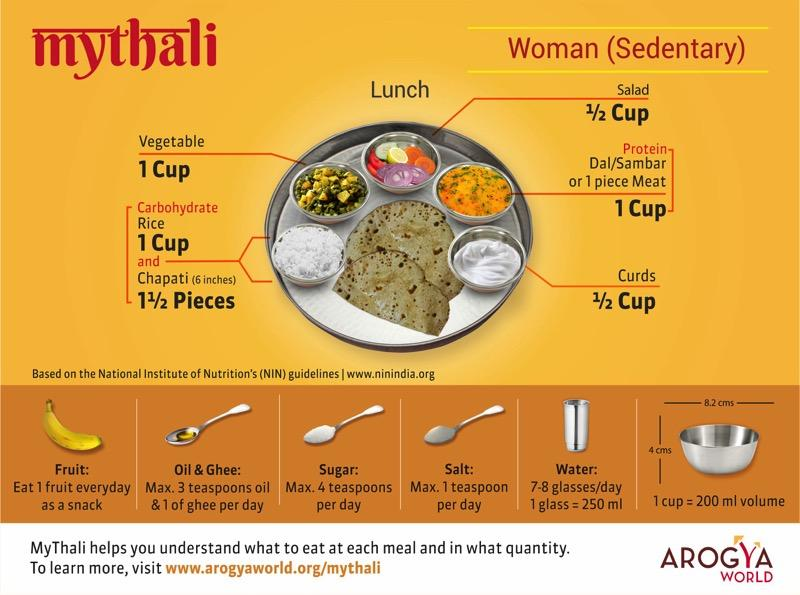 mythali
Woman (Sedentary)
Lunch
Salad
½ Cup
Vegetable
1 Cup
Protein
Dal/Sambar
or 1 piece Meat
1 Cup
Carbohydrate
Rice
1 Cup
and
Chapati (6 inches)
1½ Pieces
Curds
½ Cup
Based on the National Institute of Nutrition's (NIN) guidelines | www.ninindia.org
Fruit:
Eat 1 fruit everyday
as a snack
Oil & Ghee:
Max. 3 teaspoons oil
& 1 of ghee per day
Sugar:
Max. 4 teaspoons
per day
Salt:
Max. 1 teaspoon
per day
Water:
7-8 glasses/day
1 glass = 250 ml
8.2 cms
4 cms
1 cup = 200 ml volume
MyThali helps you understand what to eat at each meal and in what quantity.
To learn more, visit www.arogyaworld.org/mythali
AROGYA
WORLD